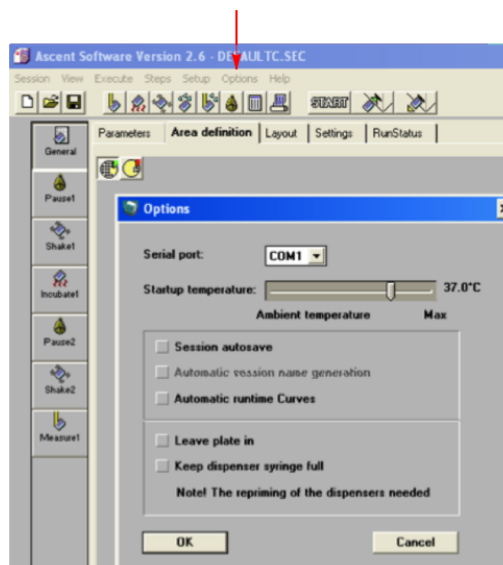 Ascent Software Version 2.6 - DEFAULTC.SEC
Session View Execute Steps Setup Options Help
START
General
Pause1
Shake1
Incubate1
Pause2
Shake2
Measure1
Parameters Area definition Layout Settings RunStatus
Options
Serial port: COM1
Startup temperature: 37.0°C
Ambient temperature Max
Session autosave
Automatic session name generation
Automatic runtime Curves
Leave plate in
Keep dispenser syringe full
Note! The repriming of the dispensers needed
OK Cancel